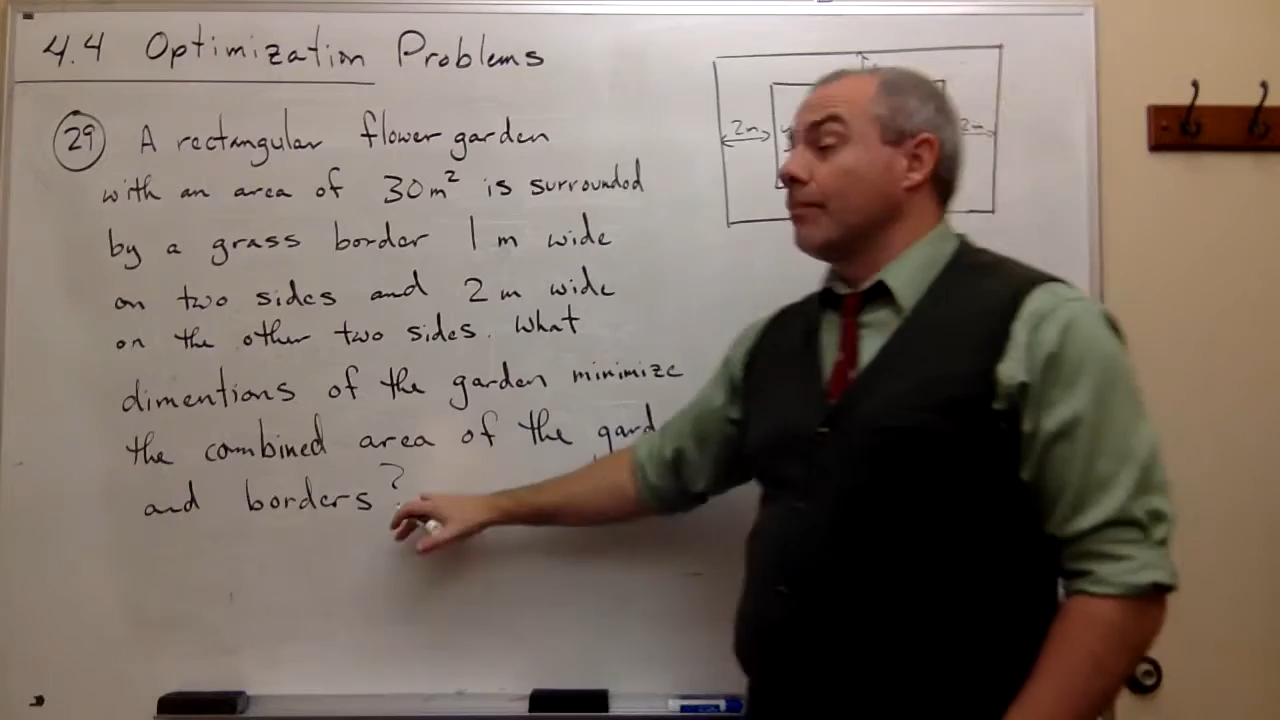 4.4 Optimization Problems
29 A rectangular flower garden
with an area of 30m² is surrounded
by a grass border 1 m wide
on two sides and 2 m wide
on the other two sides. What
dimentions of the garden minimize
the combined area of the gard
and borders?
2m
y
2m